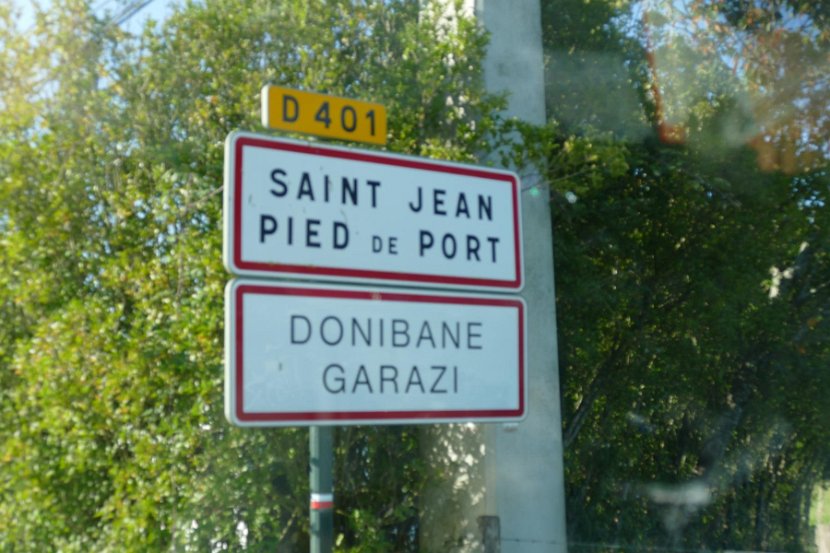 D 401
SAINT JEAN
PIED DE PORT
DONIBANE
GARAZI